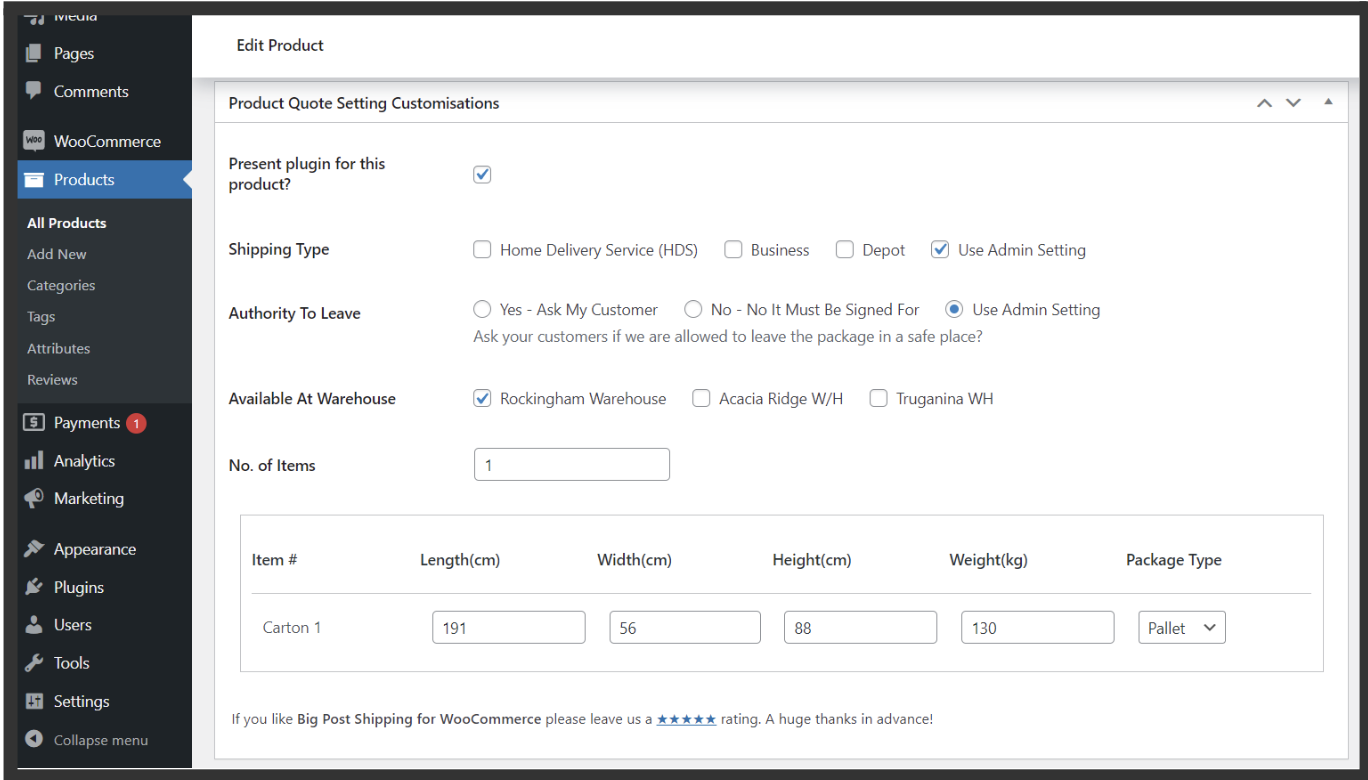 Media
Pages
Comments
WooCommerce
Products
All Products
Add New
Categories
Tags
Attributes
Reviews
Payments 1
Analytics
Marketing
Appearance
Plugins
Users
Tools
Settings
Collapse menu
Edit Product
Product Quote Setting Customisations
Present plugin for this
product?
Shipping Type Home Delivery Service (HDS) Business Depot Use Admin Setting
Authority To Leave Yes - Ask My Customer No - No It Must Be Signed For Use Admin Setting
Ask your customers if we are allowed to leave the package in a safe place?
Available At Warehouse Rockingham Warehouse Acacia Ridge W/H Truganina WH
No. of Items 1
Item # Length(cm) Width(cm) Height(cm) Weight(kg) Package Type
Carton 1 191 56 88 130 Pallet
If you like Big Post Shipping for WooCommerce please leave us a ★★★★★ rating. A huge thanks in advance!